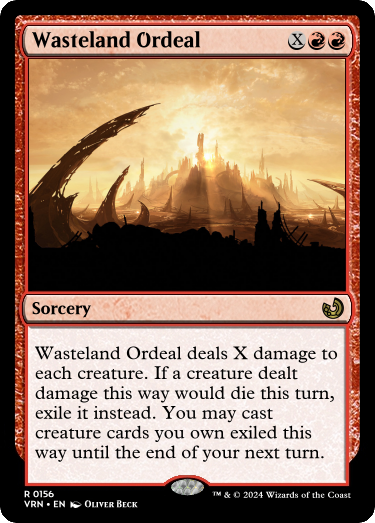 Wasteland Ordeal XRR
Sorcery
Wasteland Ordeal deals X damage to
each creature. If a creature dealt
damage this way would die this turn,
exile it instead. You may cast
creature cards you own exiled this
way until the end of your next turn.
R 0156
VRN • EN OLIVER BECK
™ & © 2024 Wizards of the Coast